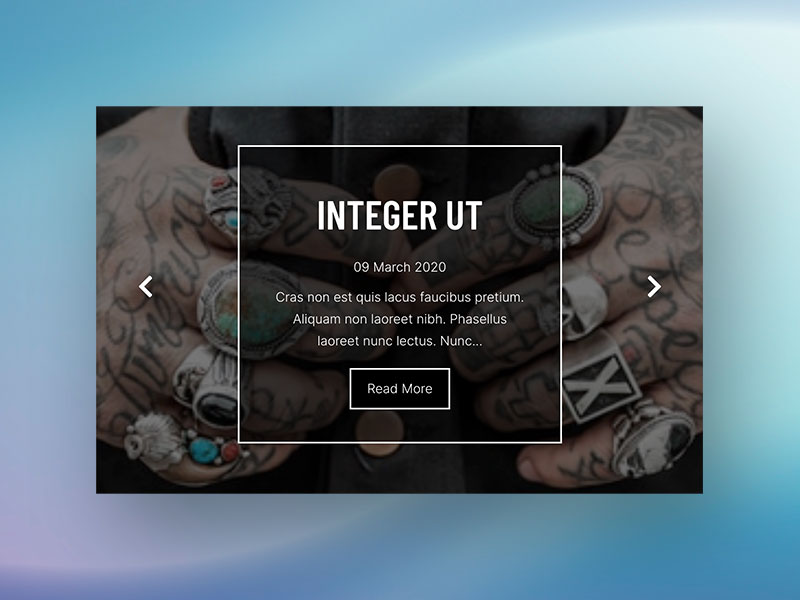 INTEGER UT
09 March 2020
Cras non est quis lacus faucibus pretium.
Aliquam non laoreet nibh. Phasellus
laoreet nunc lectus. Nunc...
Read More